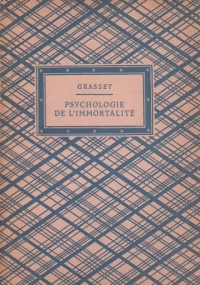 GRASSET
PSYCHOLOGIE
DE L'IMMORTALITÉ